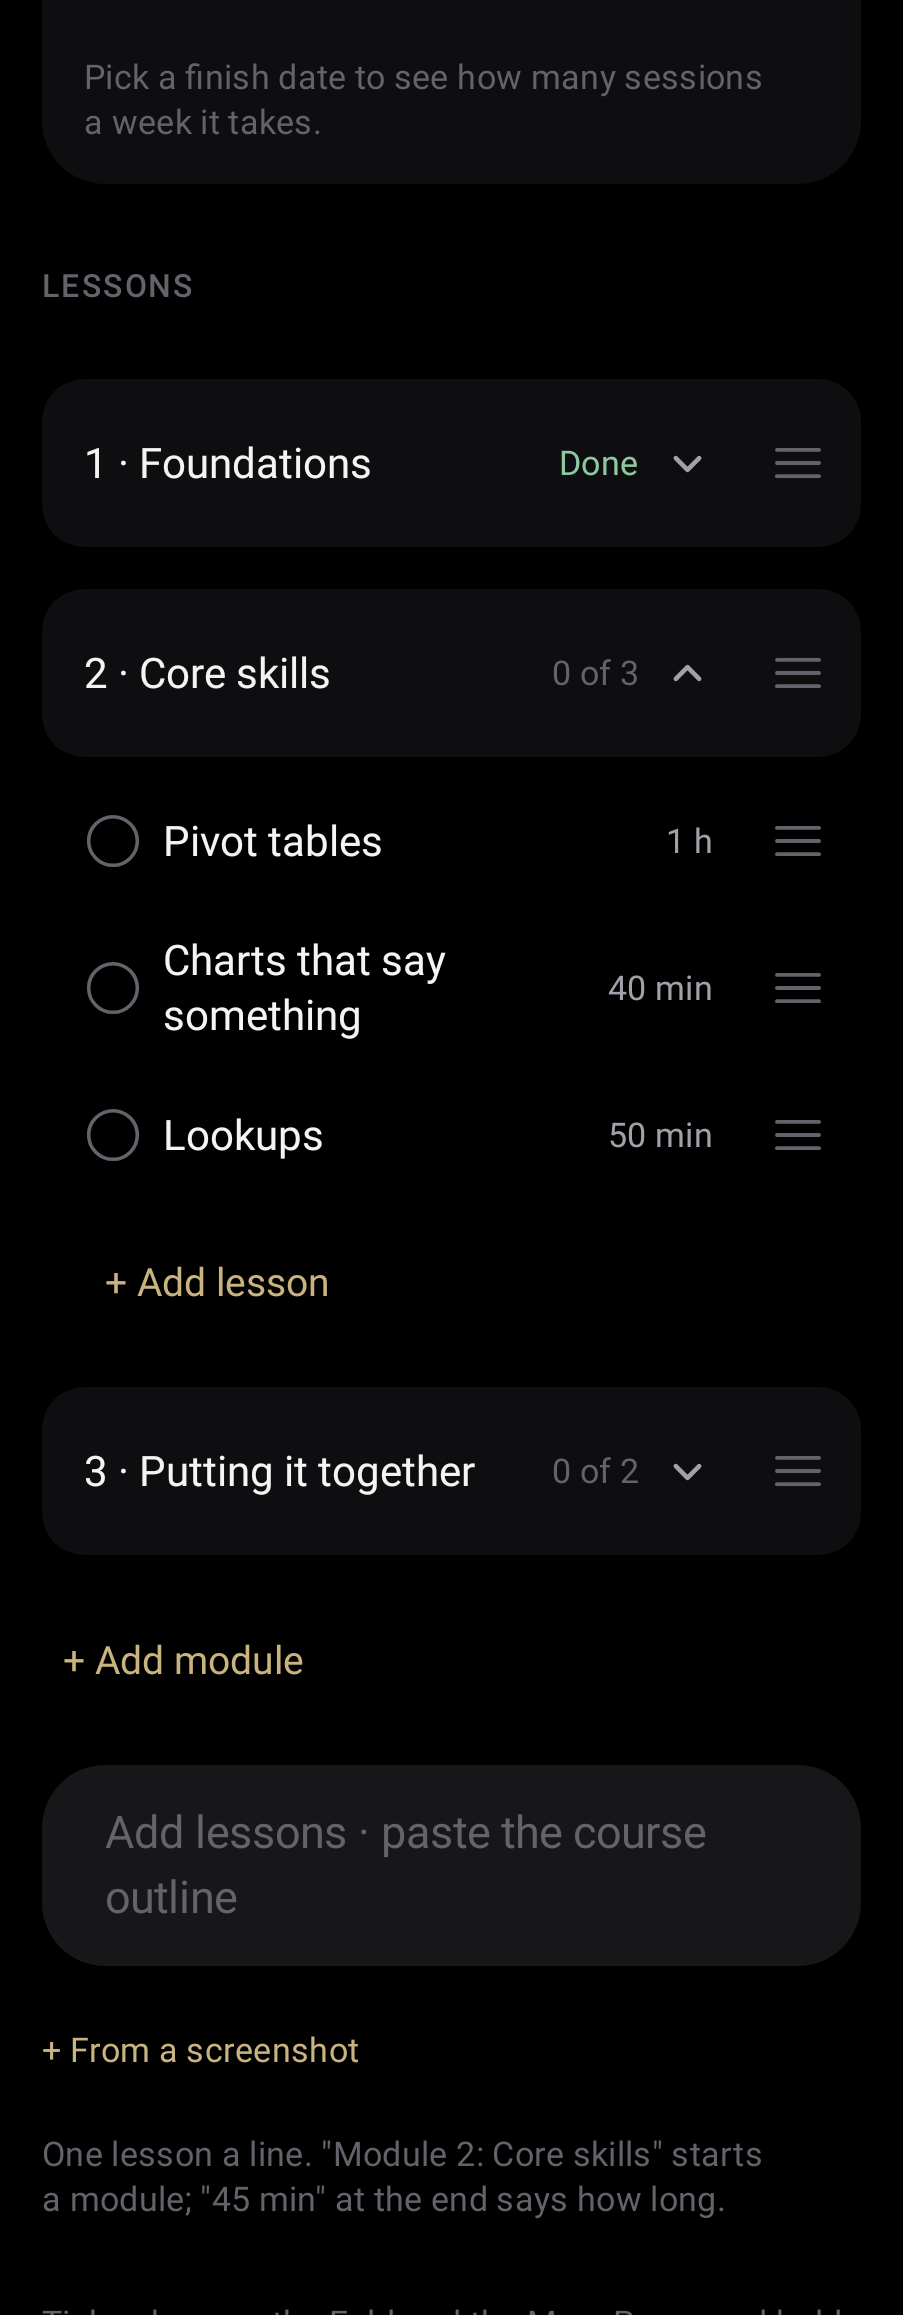 Pick a finish date to see how many sessions
a week it takes.
LESSONS
1 · Foundations Done
2 · Core skills 0 of 3
Pivot tables 1 h
Charts that say
something 40 min
Lookups 50 min
+ Add lesson
3 · Putting it together 0 of 2
+ Add module
Add lessons · paste the course
outline
+ From a screenshot
One lesson a line. "Module 2: Core skills" starts
a module; "45 min" at the end says how long.